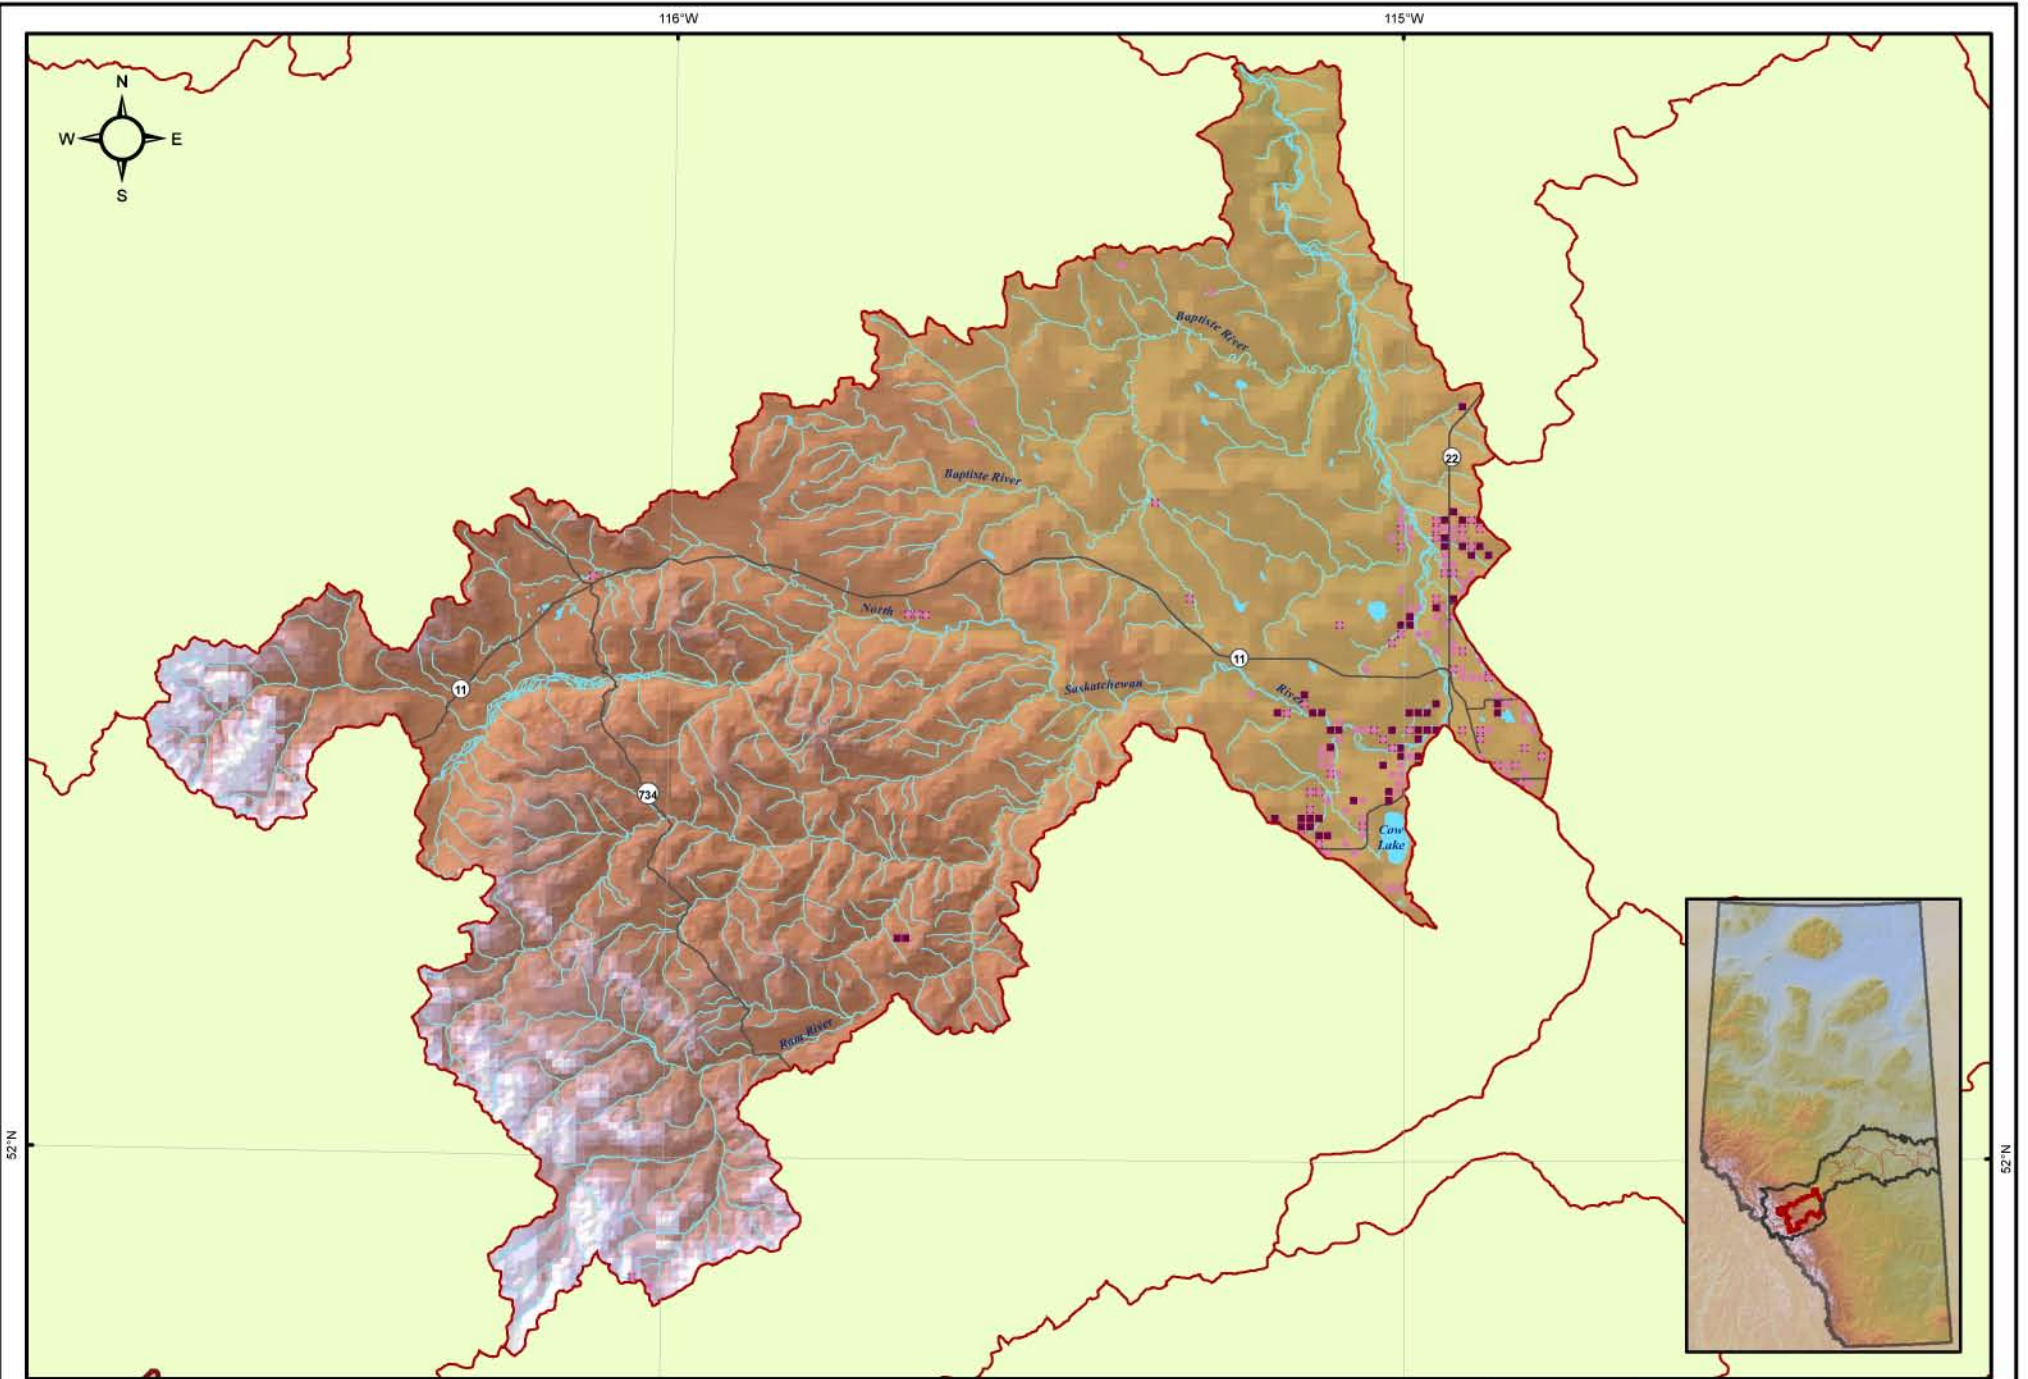 116°W
115°W
N
W
E
S
Baptiste River
Baptiste River
22
North
11
Saskatchewan
River
11
734
Cow
Lake
Ram River
52°N
52°N